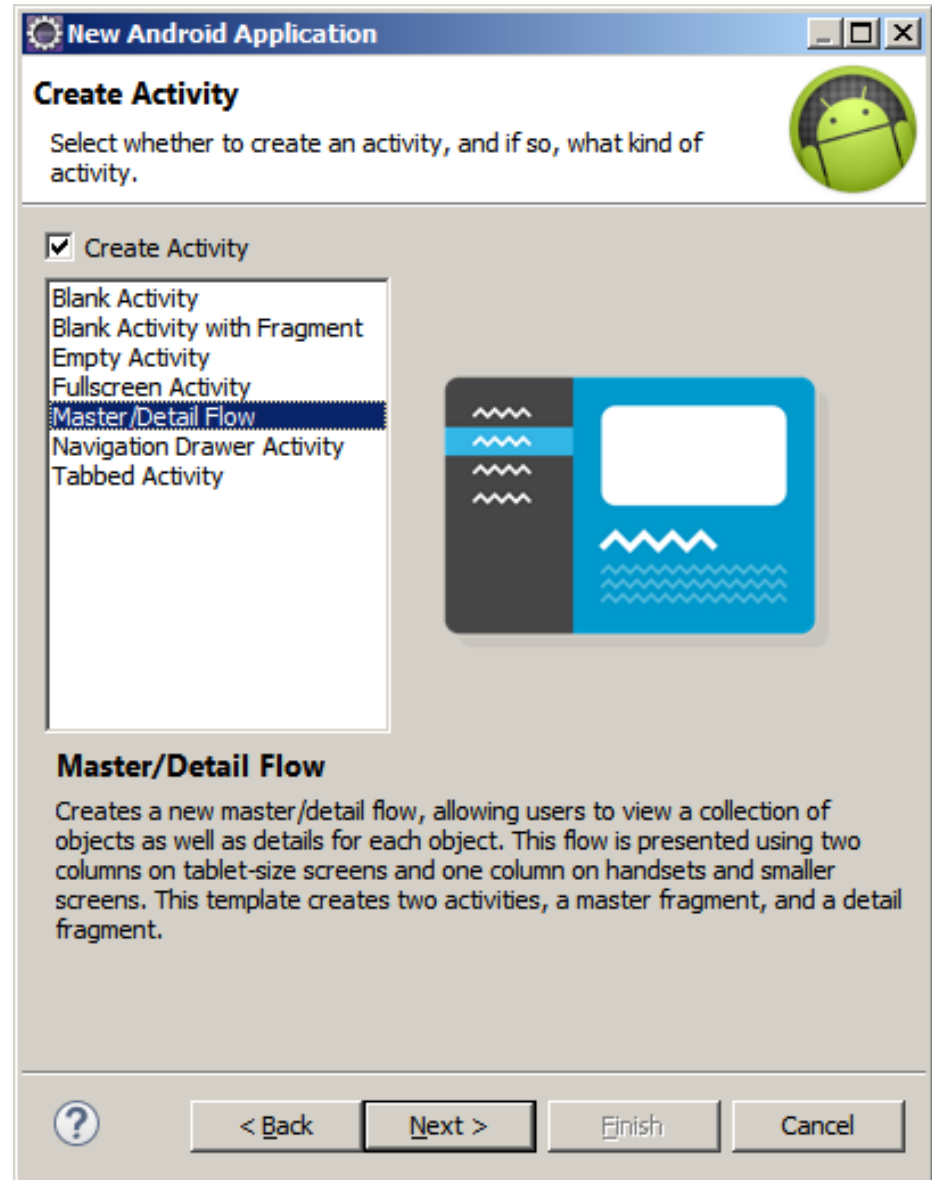 New Android Application
Create Activity
Select whether to create an activity, and if so, what kind of
activity.
Create Activity
Blank Activity
Blank Activity with Fragment
Empty Activity
Fullscreen Activity
Master/Detail Flow
Navigation Drawer Activity
Tabbed Activity
Master/Detail Flow
Creates a new master/detail flow, allowing users to view a collection of
objects as well as details for each object. This flow is presented using two
columns on tablet-size screens and one column on handsets and smaller
screens. This template creates two activities, a master fragment, and a detail
fragment.
? < Back Next > Finish Cancel